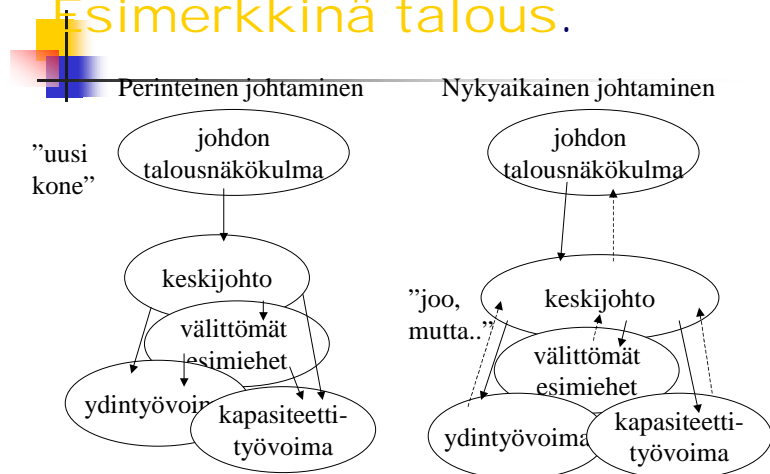 Esimerkkinä talous.
Perinteinen johtaminen
johdon
talousnäkökulma
”uusi
kone”
keskijohto
välittömät
esimiehet
ydintyövoima
kapasiteetti-
työvoima
Nykyaikainen johtaminen
johdon
talousnäkökulma
”joo,
mutta..”
keskijohto
välittömät
esimiehet
ydintyövoima
kapasiteetti-
työvoima